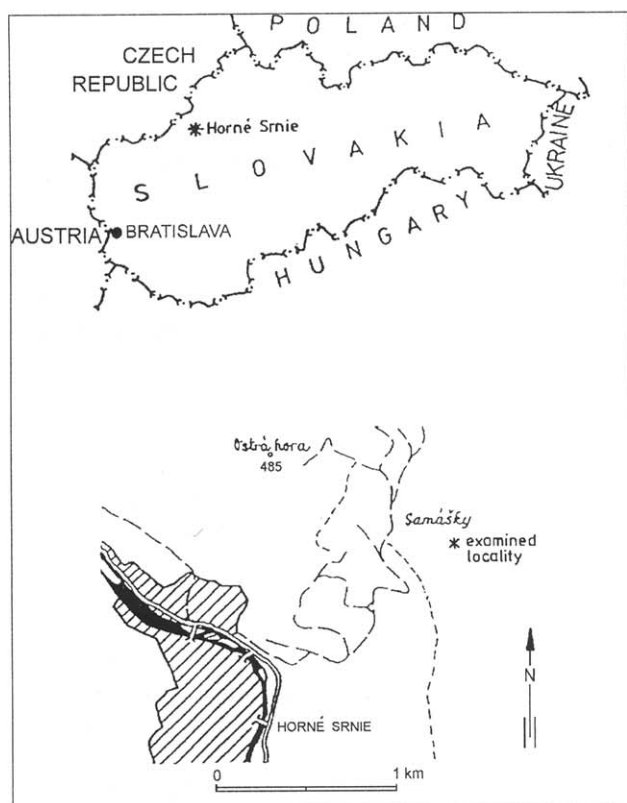 POLAND
CZECH
REPUBLIC
Horné Srnie
SLOVAKIA
UKRAINE
AUSTRIA
BRATISLAVA
HUNGARY
Ostrá hora
485
Samášky
examined
locality
N
HORNÉ SRNIE
0
1 km